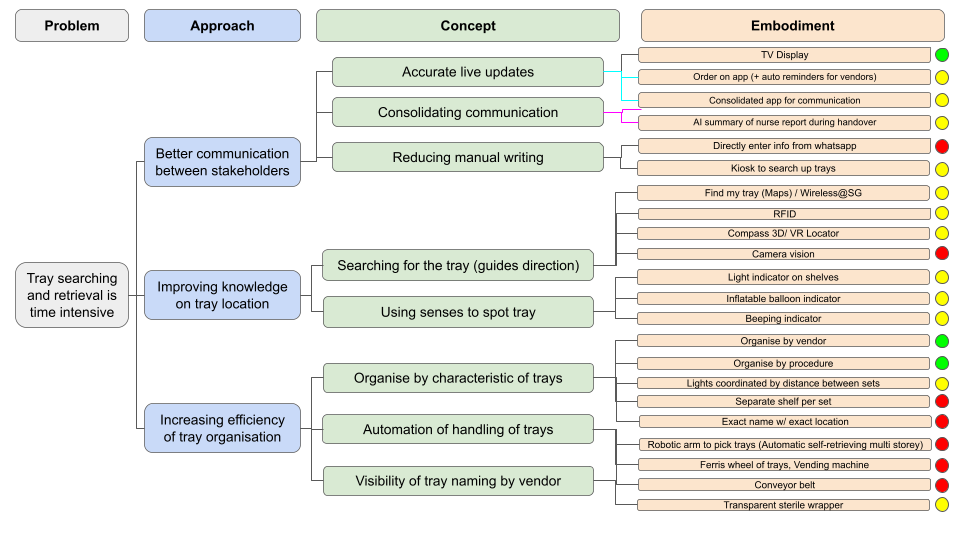 Problem
Approach
Concept
Embodiment
Tray searching
and retrieval is
time intensive
Better communication
between stakeholders
Accurate live updates
TV Display
Order on app (+ auto reminders for vendors)
Consolidated app for communication
Consolidating communication
AI summary of nurse report during handover
Reducing manual writing
Directly enter info from whatsapp
Kiosk to search up trays
Improving knowledge
on tray location
Searching for the tray (guides direction)
Find my tray (Maps) / Wireless@SG
RFID
Compass 3D/ VR Locator
Camera vision
Using senses to spot tray
Light indicator on shelves
Inflatable balloon indicator
Beeping indicator
Increasing efficiency
of tray organisation
Organise by characteristic of trays
Organise by vendor
Organise by procedure
Lights coordinated by distance between sets
Separate shelf per set
Exact name w/ exact location
Automation of handling of trays
Robotic arm to pick trays (Automatic self-retrieving multi storey)
Ferris wheel of trays, Vending machine
Conveyor belt
Visibility of tray naming by vendor
Transparent sterile wrapper